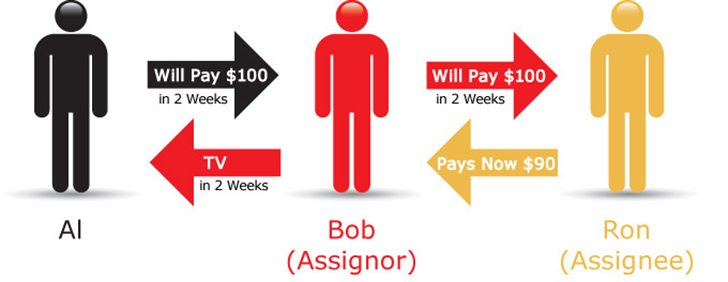 Will Pay $100
in 2 Weeks
TV
in 2 Weeks
Will Pay $100
in 2 Weeks
Pays Now $90
Al
Bob
(Assignor)
Ron
(Assignee)